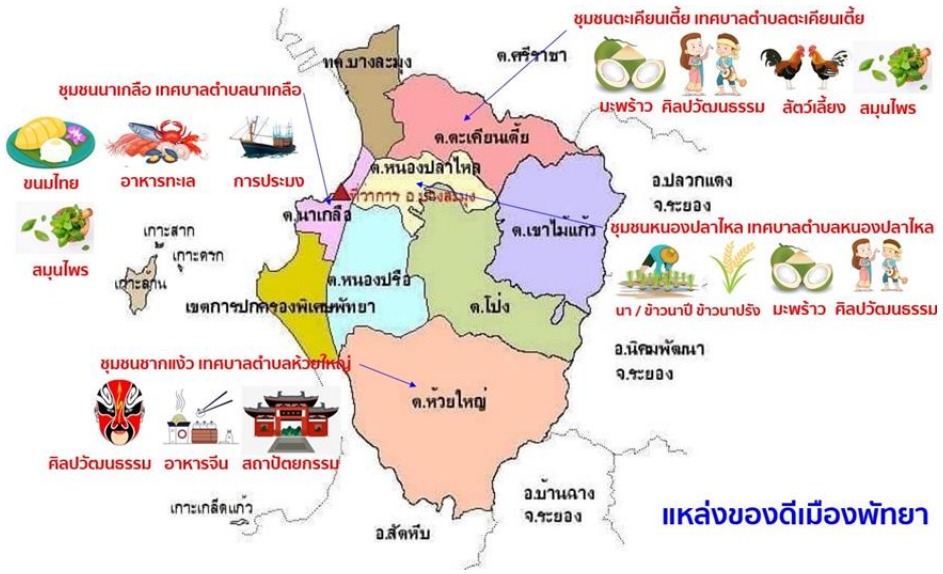 ชุมชนตะเคียนเตี้ย เทศบาลตำบลตะเคียนเตี้ย
มะพร้าว ศิลปวัฒนธรรม สัตว์เลี้ยง สมุนไพร
ทต.บางละมุง
ต.ศรีราชา
ชุมชนนาเกลือ เทศบาลตำบลนาเกลือ
ขนมไทย อาหารทะเล การประมง
สมุนไพร
ต.ตะเคียนเตี้ย
ต.หนองปลาไหล
ที่ว่าการ อ.บางละมุง
ต.นาเกลือ
อ.ปลวกแดง
จ.ระยอง
ต.เขาไม้แก้ว
ชุมชนหนองปลาไหล เทศบาลตำบลหนองปลาไหล
นา / ข้าวนาปี ข้าวนาปรัง มะพร้าว ศิลปวัฒนธรรม
เกาะสาก
เกาะครก
เกาะล้าน
ต.หนองปรือ
เขตการปกครองพิเศษพัทยา
ต.โป่ง
อ.นิคมพัฒนา
จ.ระยอง
ชุมชนชากแง้ว เทศบาลตำบลห้วยใหญ่
ศิลปวัฒนธรรม อาหารจีน สถาปัตยกรรม
ต.ห้วยใหญ่
เกาะเกล็ดแก้ว
อ.สัตหีบ
อ.บ้านฉาง
จ.ระยอง
แหล่งของดีเมืองพัทยา